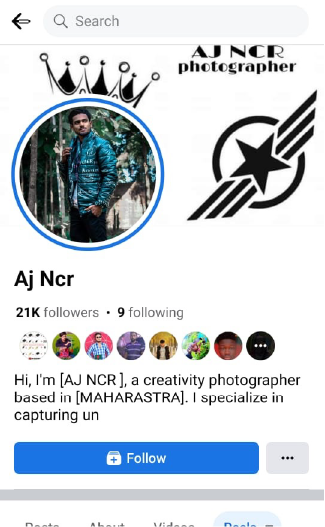 Search
AJ NCR
photographer
Aj Ncr
21K followers • 9 following
Hi, I'm [AJ NCR ], a creativity photographer
based in [MAHARASTRA]. I specialize in
capturing un
Follow
Posts About Videos Reels